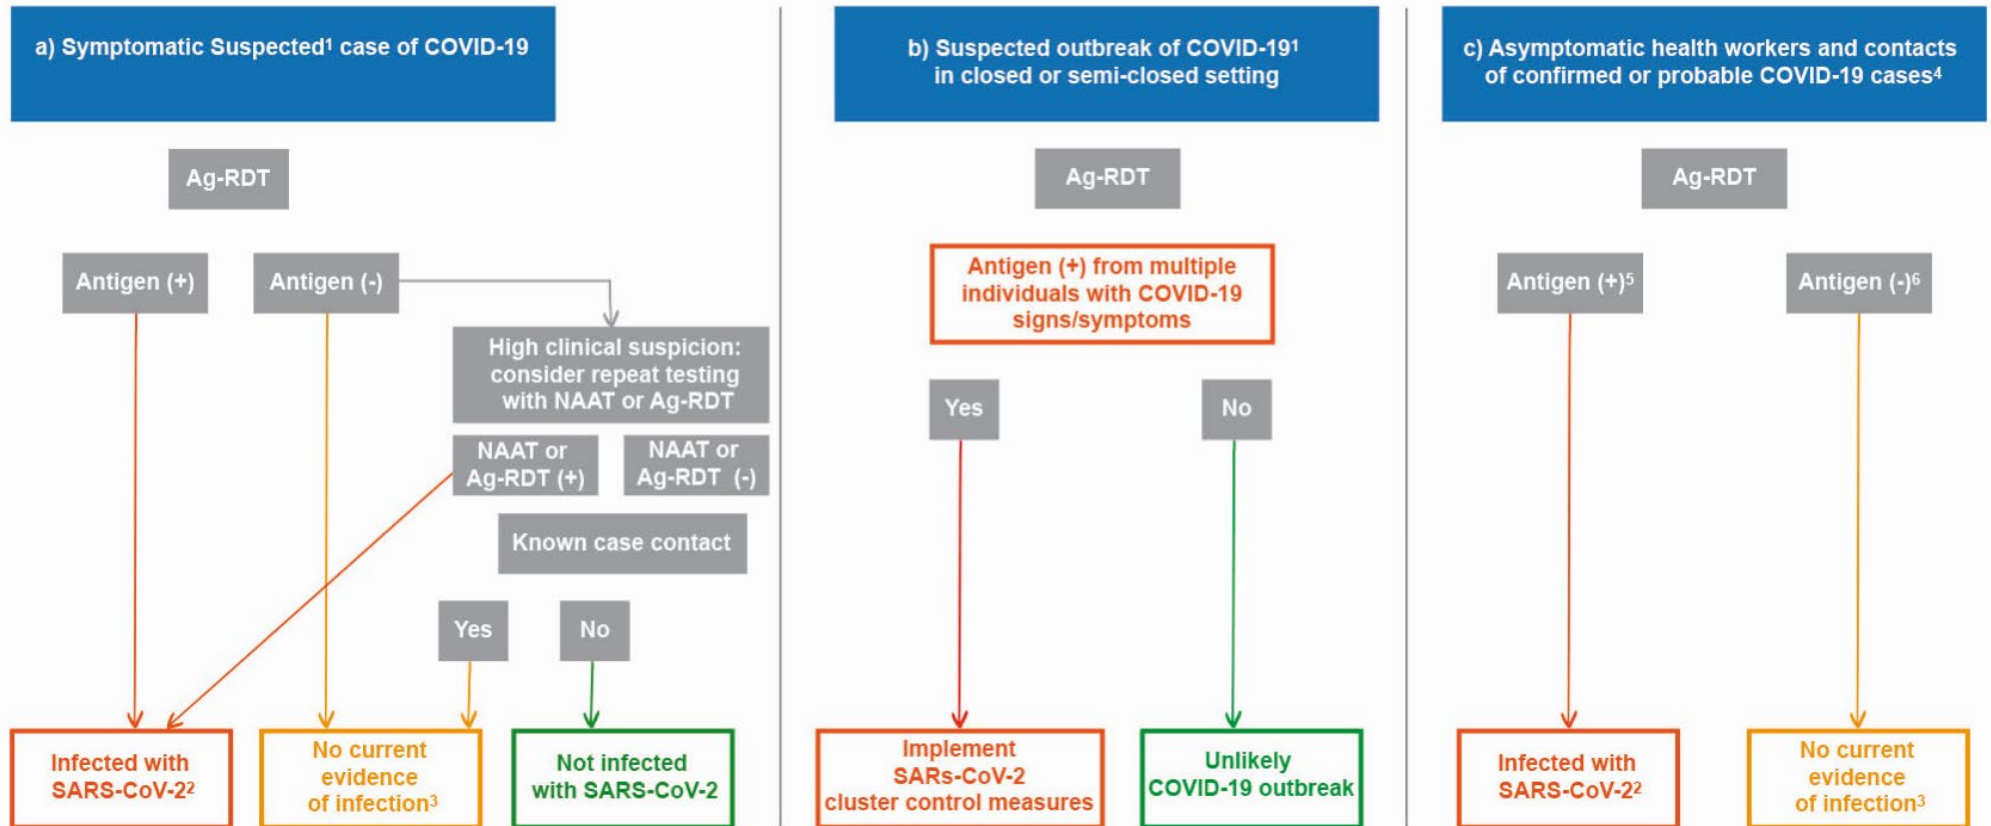 a) Symptomatic Suspected¹ case of COVID-19
Ag-RDT
Antigen (+)
Antigen (-)
High clinical suspicion:
consider repeat testing
with NAAT or Ag-RDT
NAAT or
Ag-RDT (+)
NAAT or
Ag-RDT (-)
Known case contact
Yes
No
Infected with
SARS-CoV-2²
No current
evidence
of infection³
Not infected
with SARS-CoV-2
b) Suspected outbreak of COVID-19¹
in closed or semi-closed setting
Ag-RDT
Antigen (+) from multiple
individuals with COVID-19
signs/symptoms
Yes
No
Implement
SARs-CoV-2
cluster control measures
Unlikely
COVID-19 outbreak
c) Asymptomatic health workers and contacts
of confirmed or probable COVID-19 cases⁴
Ag-RDT
Antigen (+)⁵
Antigen (-)⁶
Infected with
SARS-CoV-2²
No current
evidence
of infection³